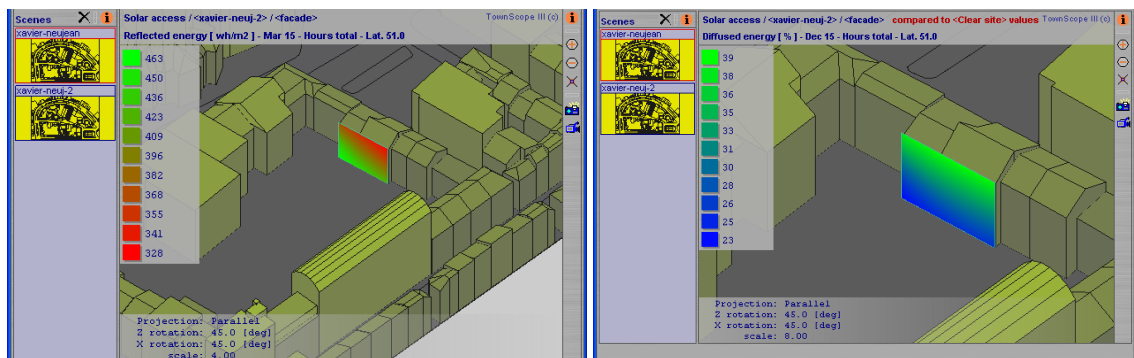 Scenes
xavier-neujean
xavier-neuj-2
Solar access / <xavier-neuj-2> / <facade>
TownScope III (c)
Reflected energy [ wh/m2 ] - Mar 15 - Hours total - Lat. 51.0
463
450
436
423
409
396
382
368
355
341
328
Projection: Parallel
Z rotation: 45.0 [deg]
X rotation: 45.0 [deg]
scale: 4.00
Scenes
xavier-neujean
xavier-neuj-2
Solar access / <xavier-neuj-2> / <facade> compared to <Clear site> values
TownScope III (c)
Diffused energy [ % ] - Dec 15 - Hours total - Lat. 51.0
39
38
36
35
33
31
30
28
26
25
23
Projection: Parallel
Z rotation: 45.0 [deg]
X rotation: 45.0 [deg]
scale: 8.00